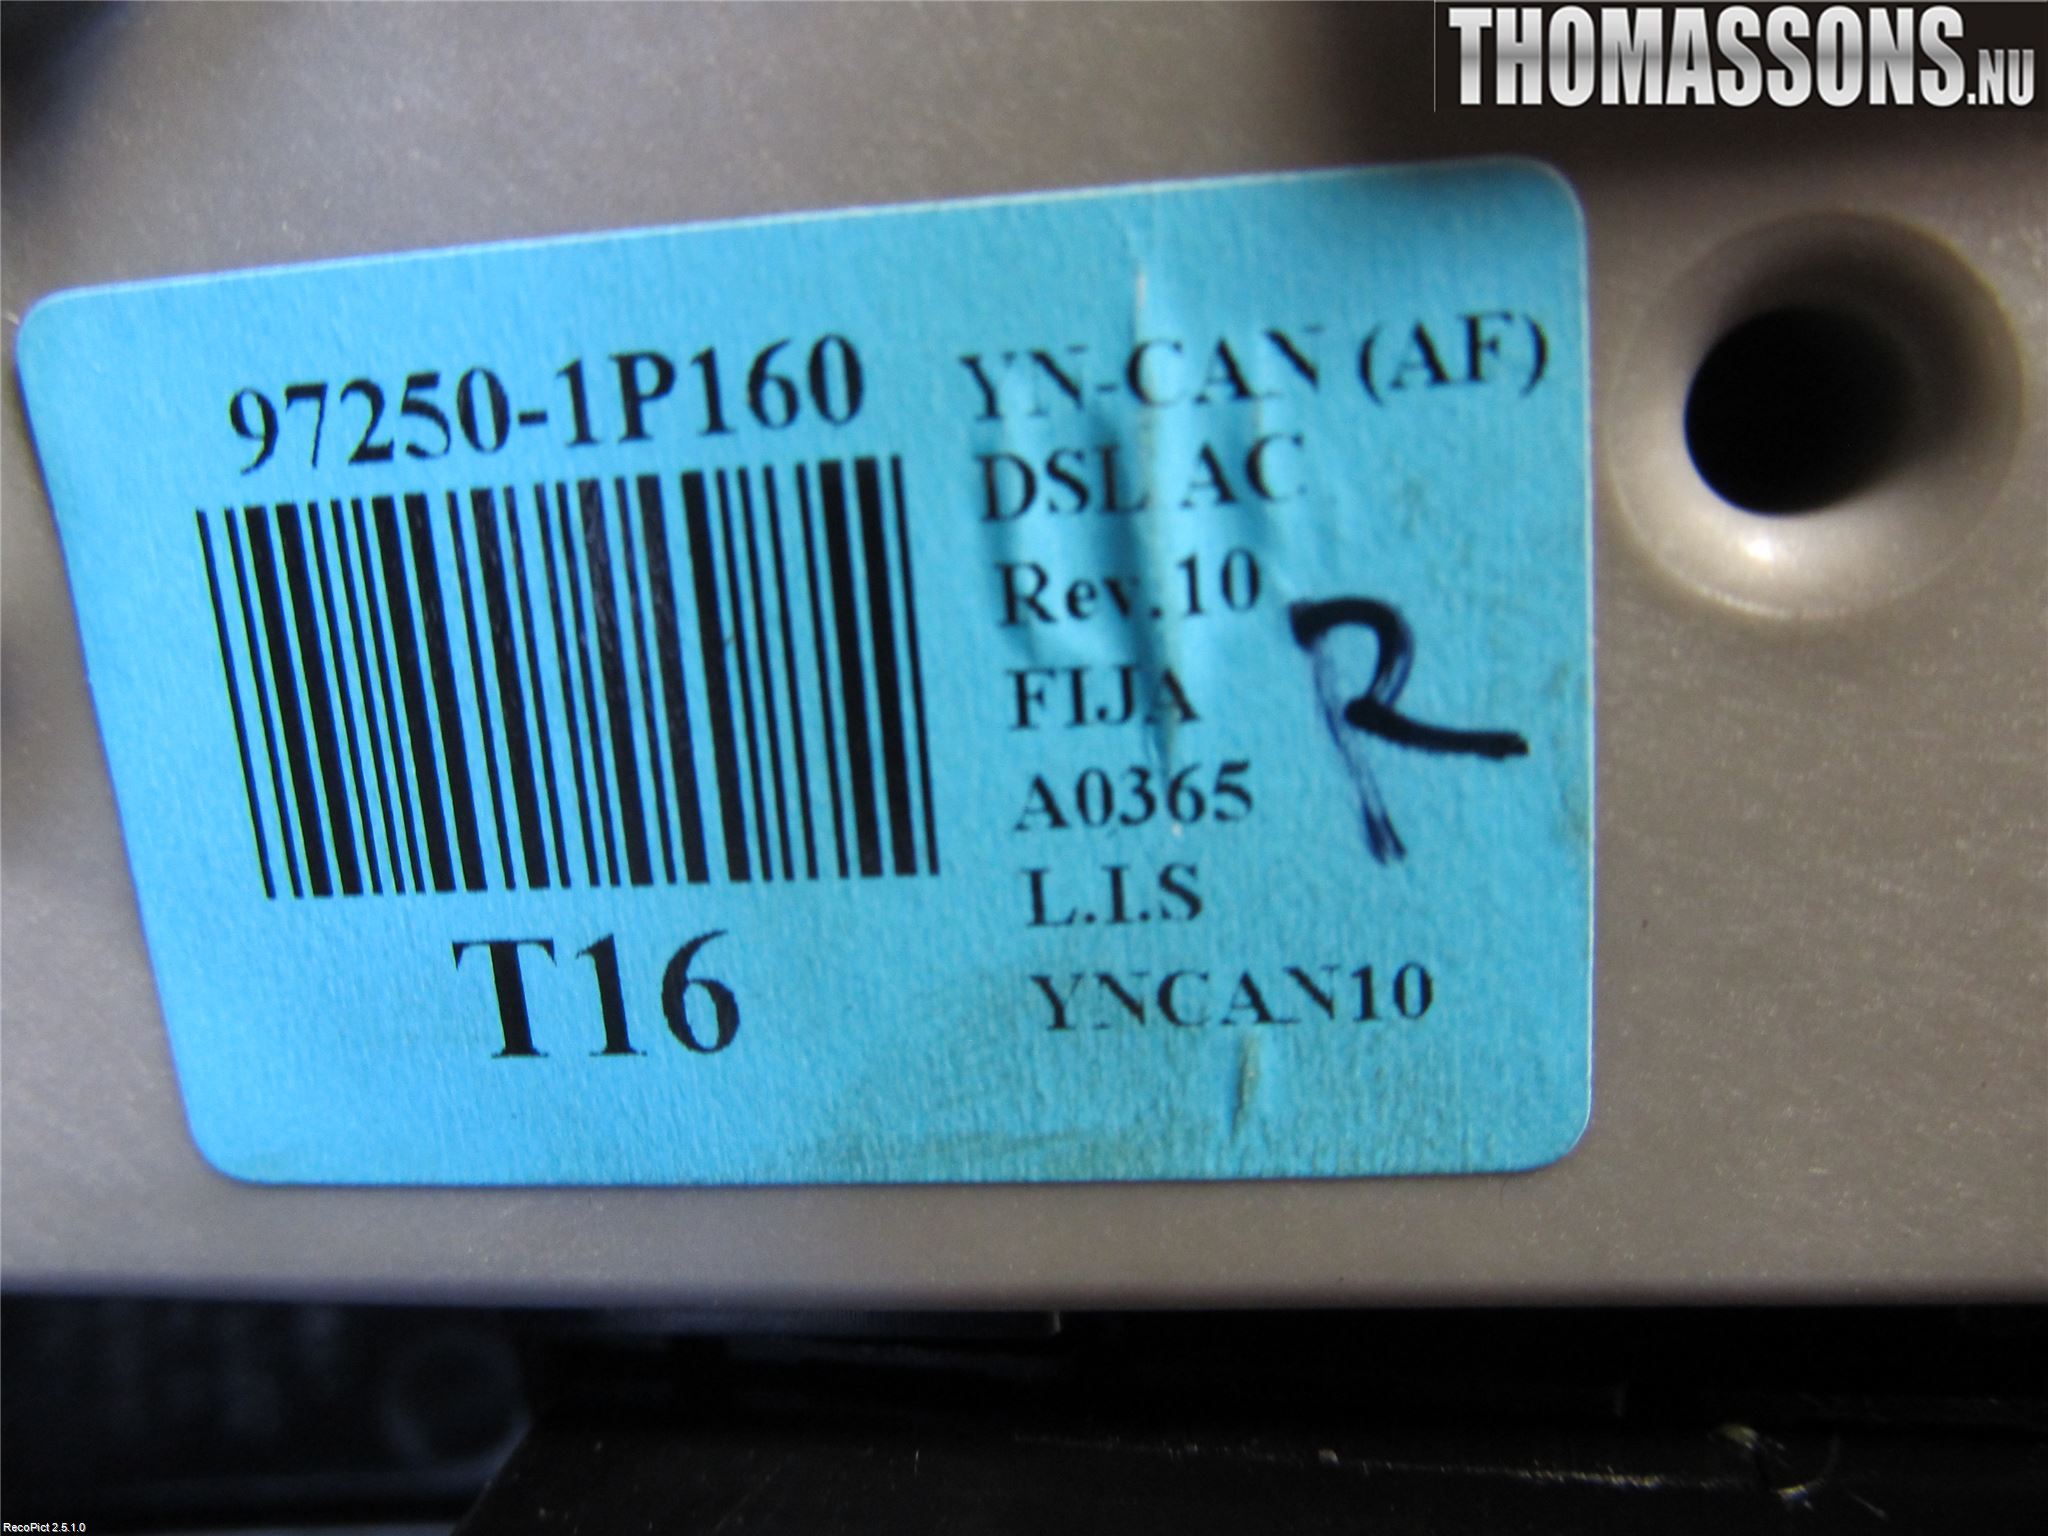 THOMASSONS.NU
97250-1P160
T16
YN-CAN (AF)
DSL AC
Rev.10
FIJA
A0365
L.I.S
YNCAN10
R
RecoPict 2.5.1.0